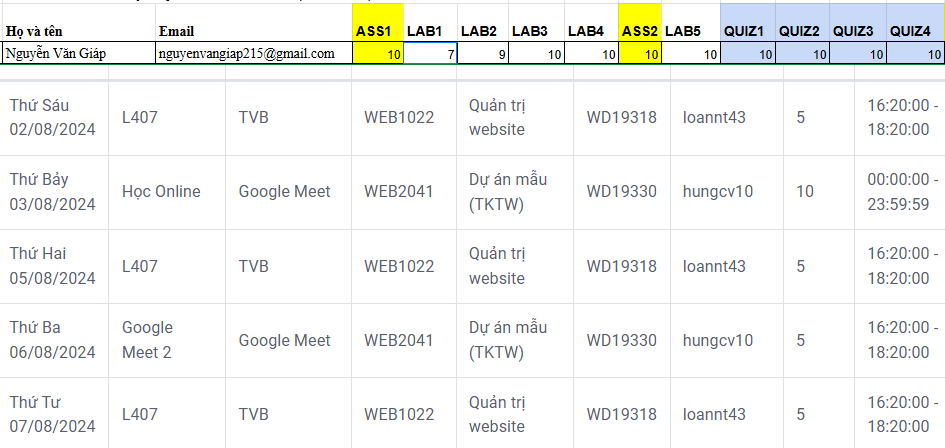 Họ và tên Email ASS1 LAB1 LAB2 LAB3 LAB4 ASS2 LAB5 QUIZ1 QUIZ2 QUIZ3 QUIZ4
Nguyễn Văn Giáp nguyenvangiap215@gmail.com 10 7 9 10 10 10 10 10 10 10 10
Thứ Sáu 02/08/2024 L407 TVB WEB1022 Quản trị website WD19318 loannt43 5 16:20:00 - 18:20:00
Thứ Bảy 03/08/2024 Học Online Google Meet WEB2041 Dự án mẫu (TKTW) WD19330 hungcv10 10 00:00:00 - 23:59:59
Thứ Hai 05/08/2024 L407 TVB WEB1022 Quản trị website WD19318 loannt43 5 16:20:00 - 18:20:00
Thứ Ba 06/08/2024 Google Meet 2 Google Meet WEB2041 Dự án mẫu (TKTW) WD19330 hungcv10 5 16:20:00 - 18:20:00
Thứ Tư 07/08/2024 L407 TVB WEB1022 Quản trị website WD19318 loannt43 5 16:20:00 - 18:20:00